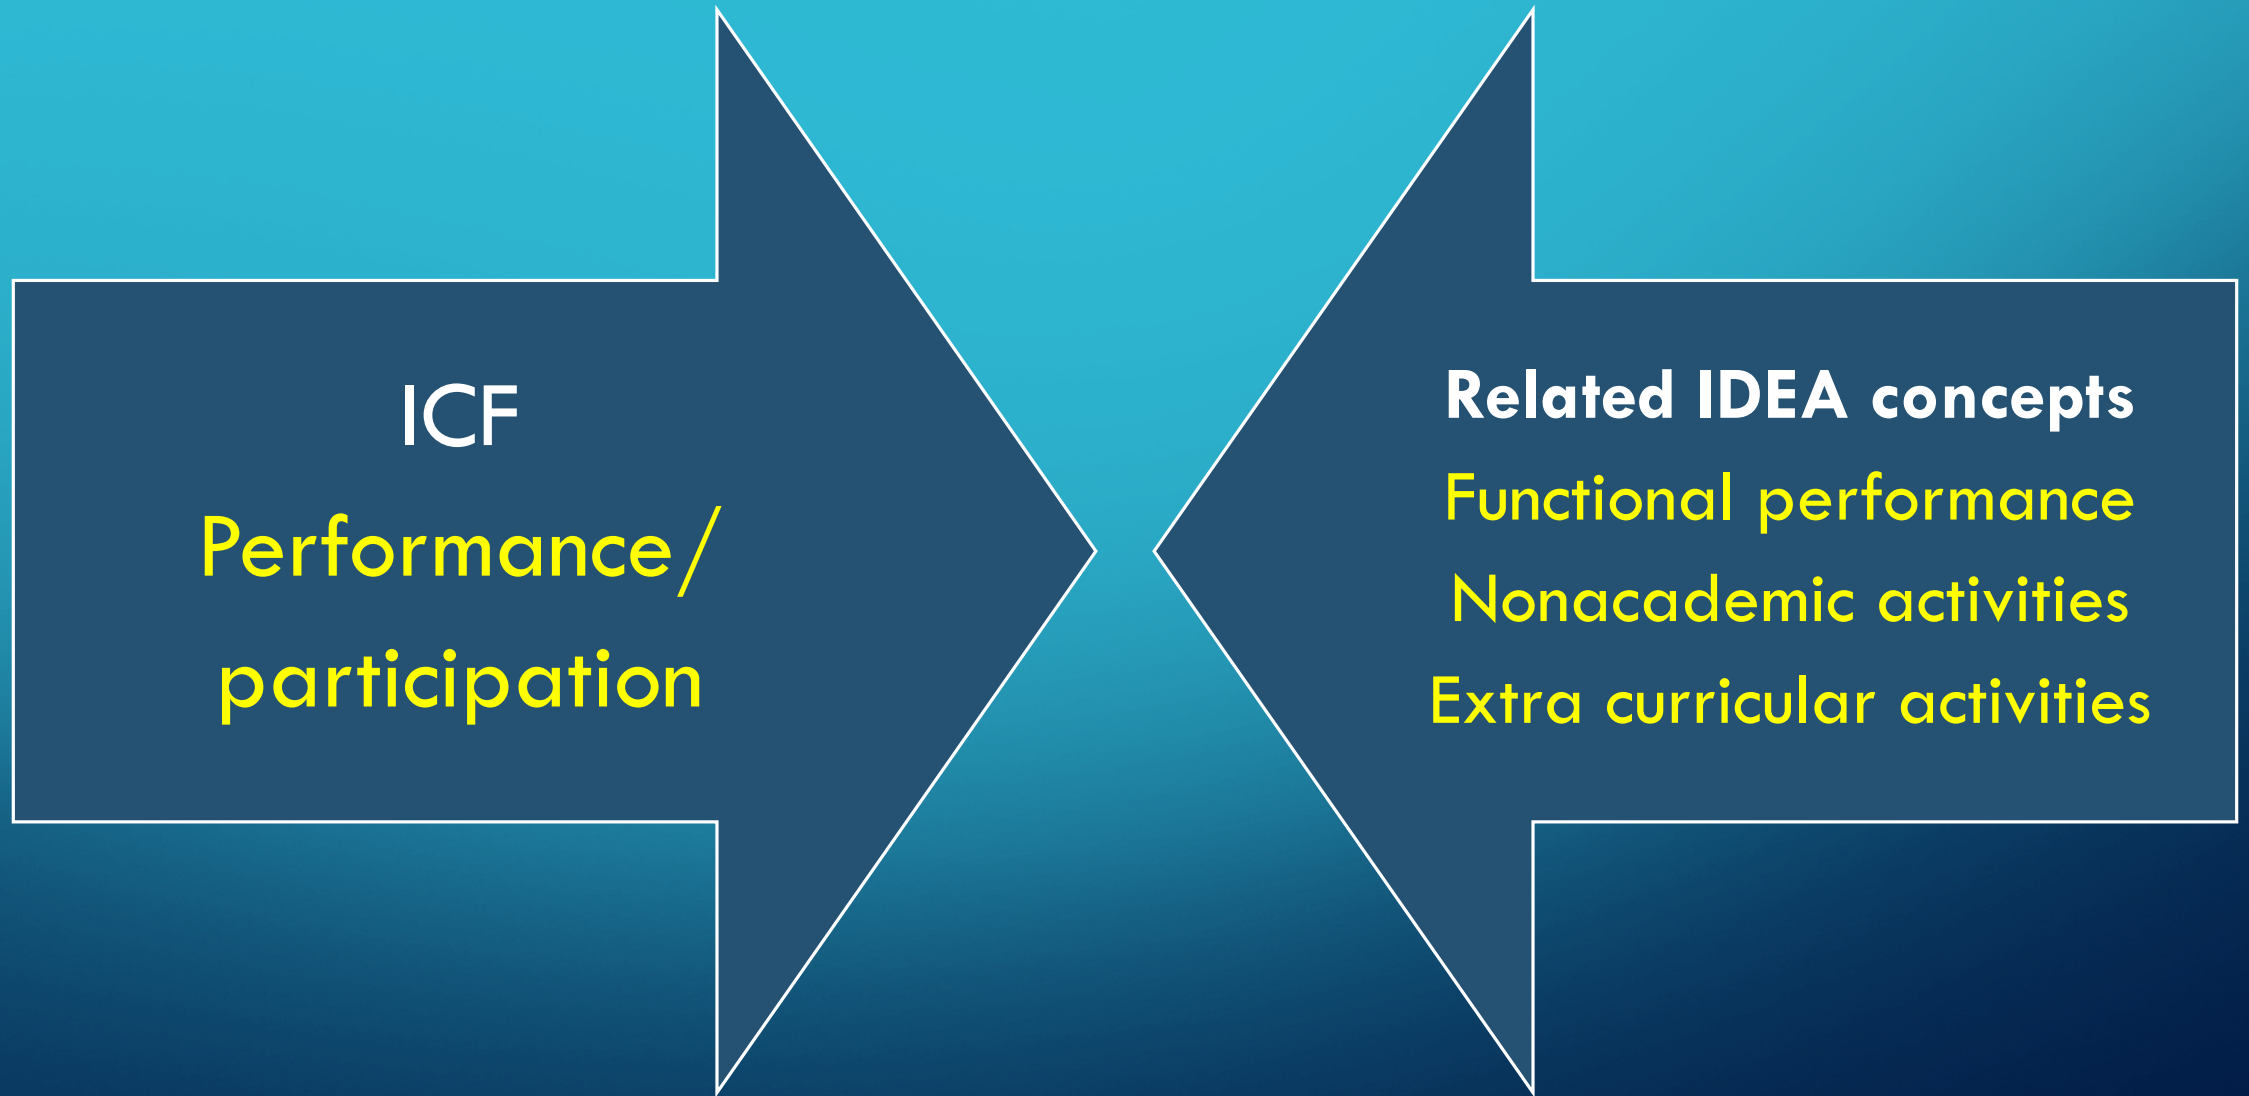 ICF
Performance/
participation
Related IDEA concepts
Functional performance
Nonacademic activities
Extra curricular activities